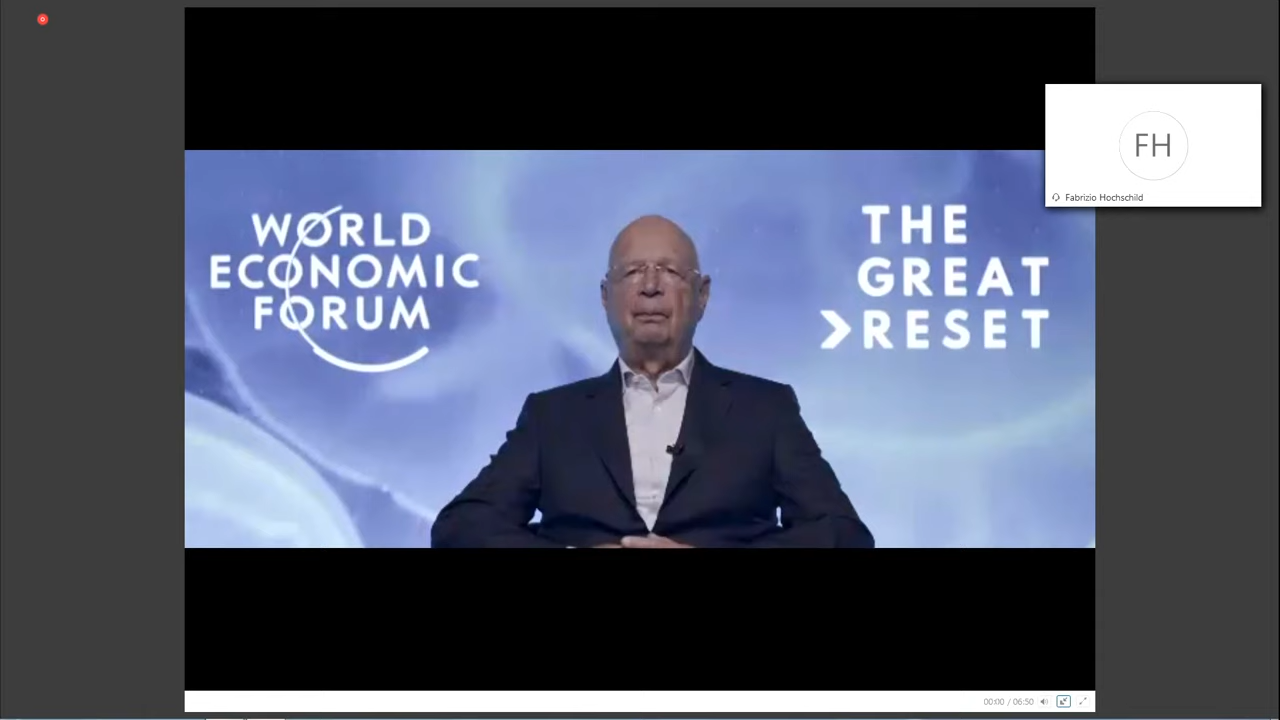 WORLD
ECONOMIC
FORUM
THE
GREAT
RESET
FH
Fabrizio Hochschild
00:00 / 06:50